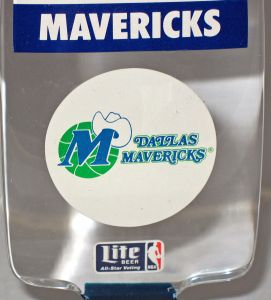 MAVERICKS
M
DALLAS
MAVERICKS®
Lite
BEER
All-Star Voting
NBA